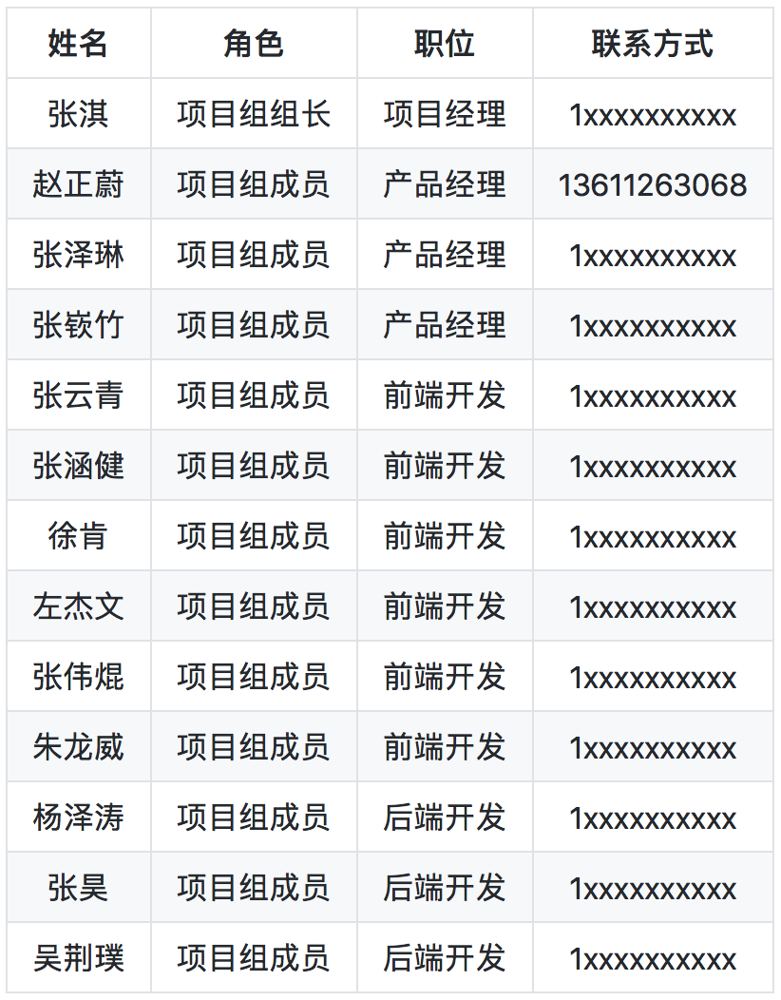 姓名 角色 职位 联系方式
张淇 项目组组长 项目经理 1xxxxxxxxxx
赵正蔚 项目组成员 产品经理 13611263068
张泽琳 项目组成员 产品经理 1xxxxxxxxxx
张嵚竹 项目组成员 产品经理 1xxxxxxxxxx
张云青 项目组成员 前端开发 1xxxxxxxxxx
张涵健 项目组成员 前端开发 1xxxxxxxxxx
徐肯 项目组成员 前端开发 1xxxxxxxxxx
左杰文 项目组成员 前端开发 1xxxxxxxxxx
张伟焜 项目组成员 前端开发 1xxxxxxxxxx
朱龙威 项目组成员 前端开发 1xxxxxxxxxx
杨泽涛 项目组成员 后端开发 1xxxxxxxxxx
张昊 项目组成员 后端开发 1xxxxxxxxxx
吴荆璞 项目组成员 后端开发 1xxxxxxxxxx